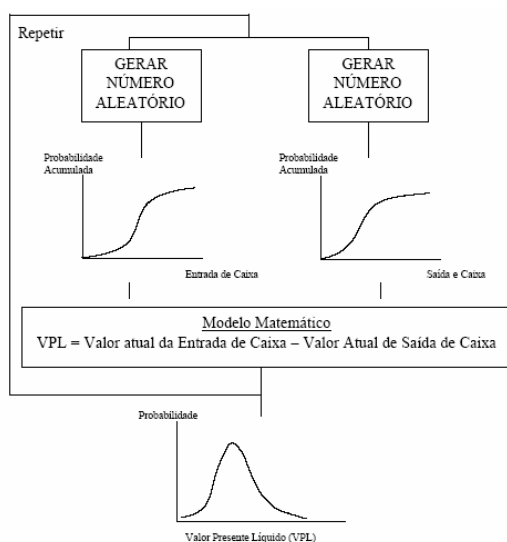 Repetir
GERAR
NÚMERO
ALEATÓRIO
GERAR
NÚMERO
ALEATÓRIO
Probabilidade
Acumulada
Probabilidade
Acumulada
Entrada de Caixa
Saída e Caixa
Modelo Matemático
VPL = Valor atual da Entrada de Caixa – Valor Atual de Saída de Caixa
Probabilidade
Valor Presente Líquido (VPL)